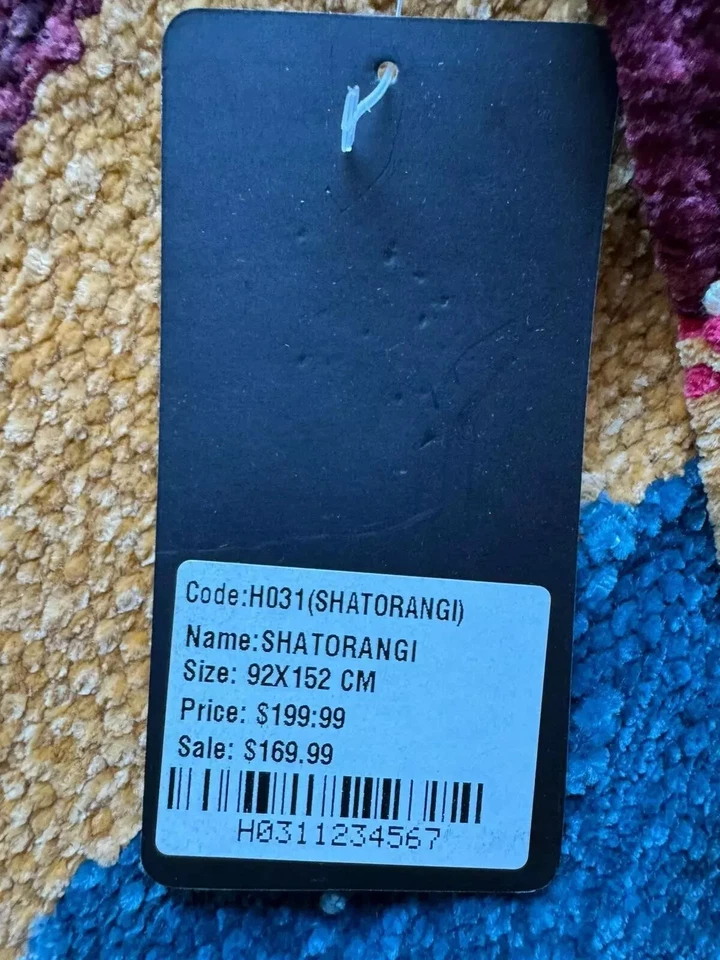 Code:H031(SHATORANGI)
Name:SHATORANGI
Size: 92X152 CM
Price: $199:99
Sale: $169.99
H0311234567